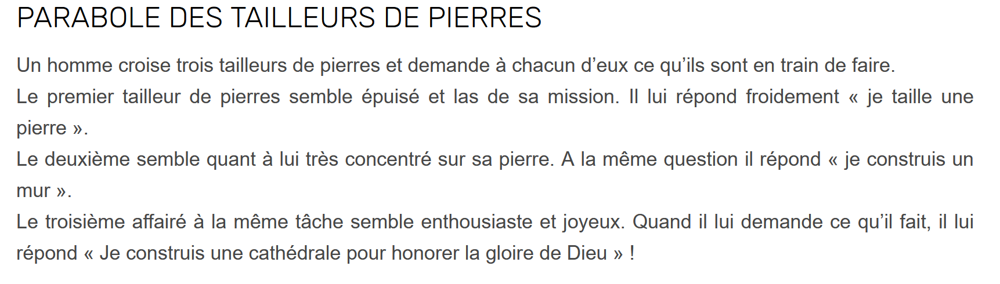 PARABOLE DES TAILLEURS DE PIERRES
Un homme croise trois tailleurs de pierres et demande à chacun d’eux ce qu’ils sont en train de faire.
Le premier tailleur de pierres semble épuisé et las de sa mission. Il lui répond froidement « je taille une
pierre ».
Le deuxième semble quant à lui très concentré sur sa pierre. A la même question il répond « je construis un
mur ».
Le troisième affairé à la même tâche semble enthousiaste et joyeux. Quand il lui demande ce qu’il fait, il lui
répond « Je construis une cathédrale pour honorer la gloire de Dieu » !